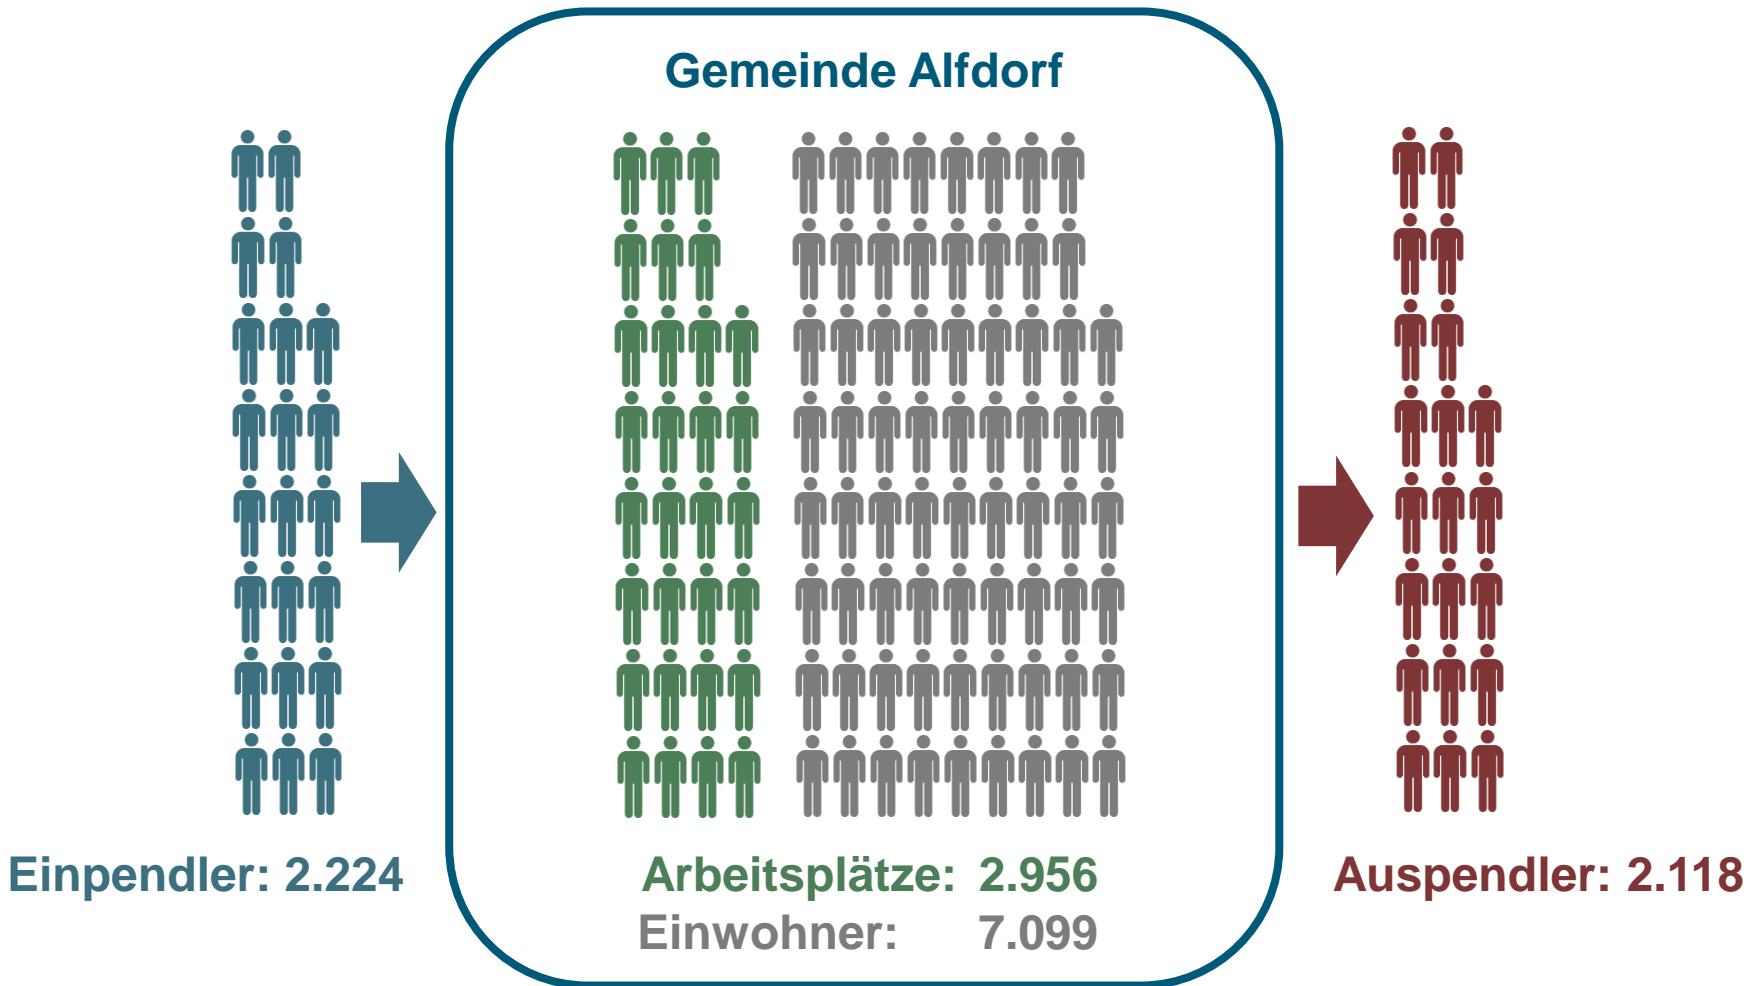 Gemeinde Alfdorf
Einpendler: 2.224
Arbeitsplätze: 2.956
Einwohner: 7.099
Auspendler: 2.118